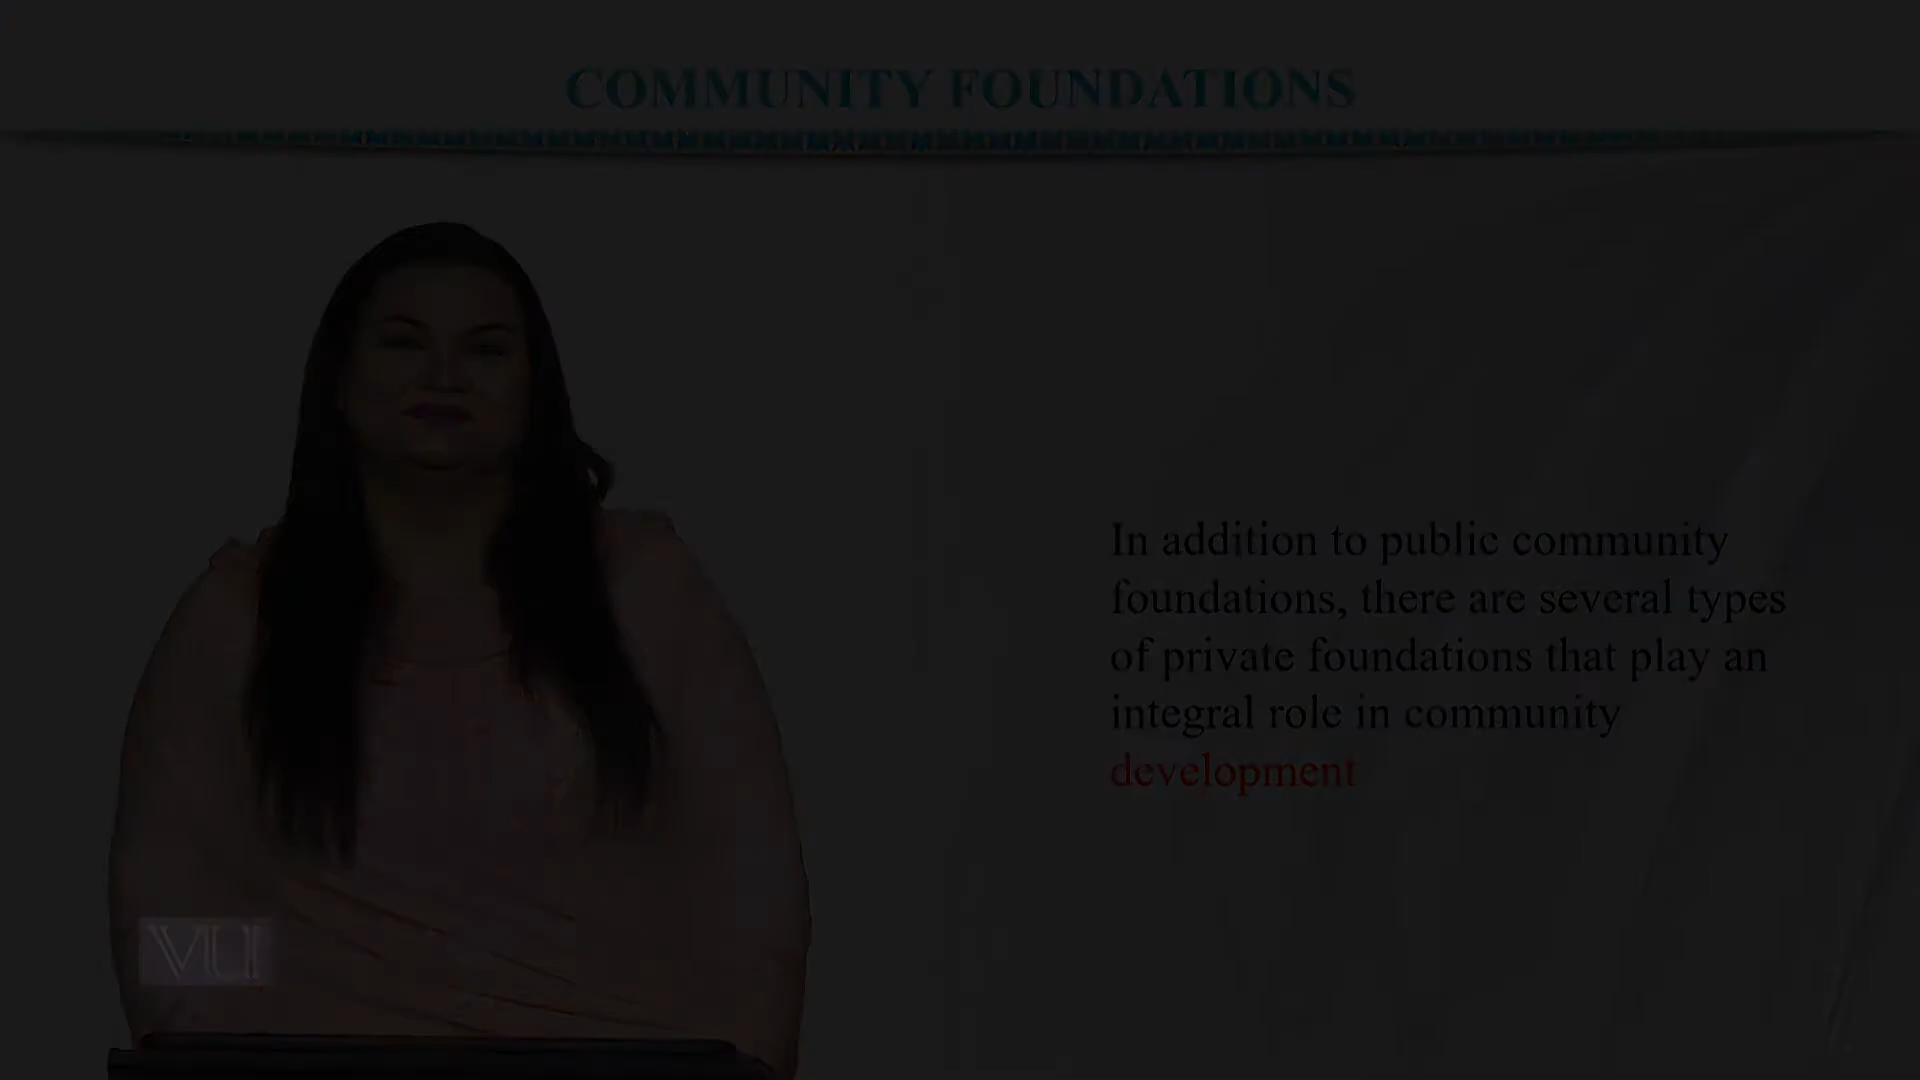 COMMUNITY FOUNDATIONS
In addition to public community
foundations, there are several types
of private foundations that play an
integral role in community
development
VU